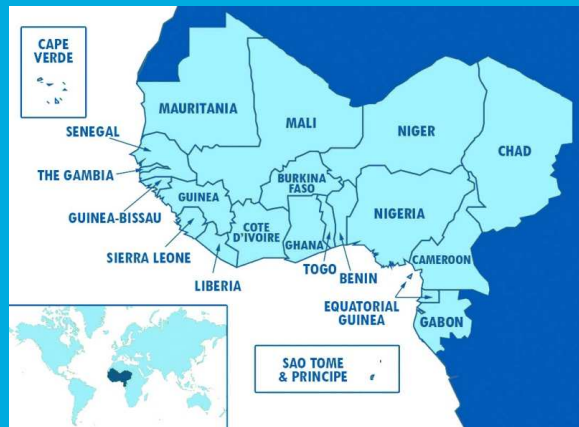 CAPE
VERDE
MAURITANIA
MALI
NIGER
CHAD
SENEGAL
THE GAMBIA
GUINEA-BISSAU
GUINEA
SIERRA LEONE
LIBERIA
COTE
D'IVOIRE
BURKINA
FASO
GHANA
TOGO
BENIN
NIGERIA
CAMEROON
EQUATORIAL
GUINEA
GABON
SAO TOME
& PRINCIPE